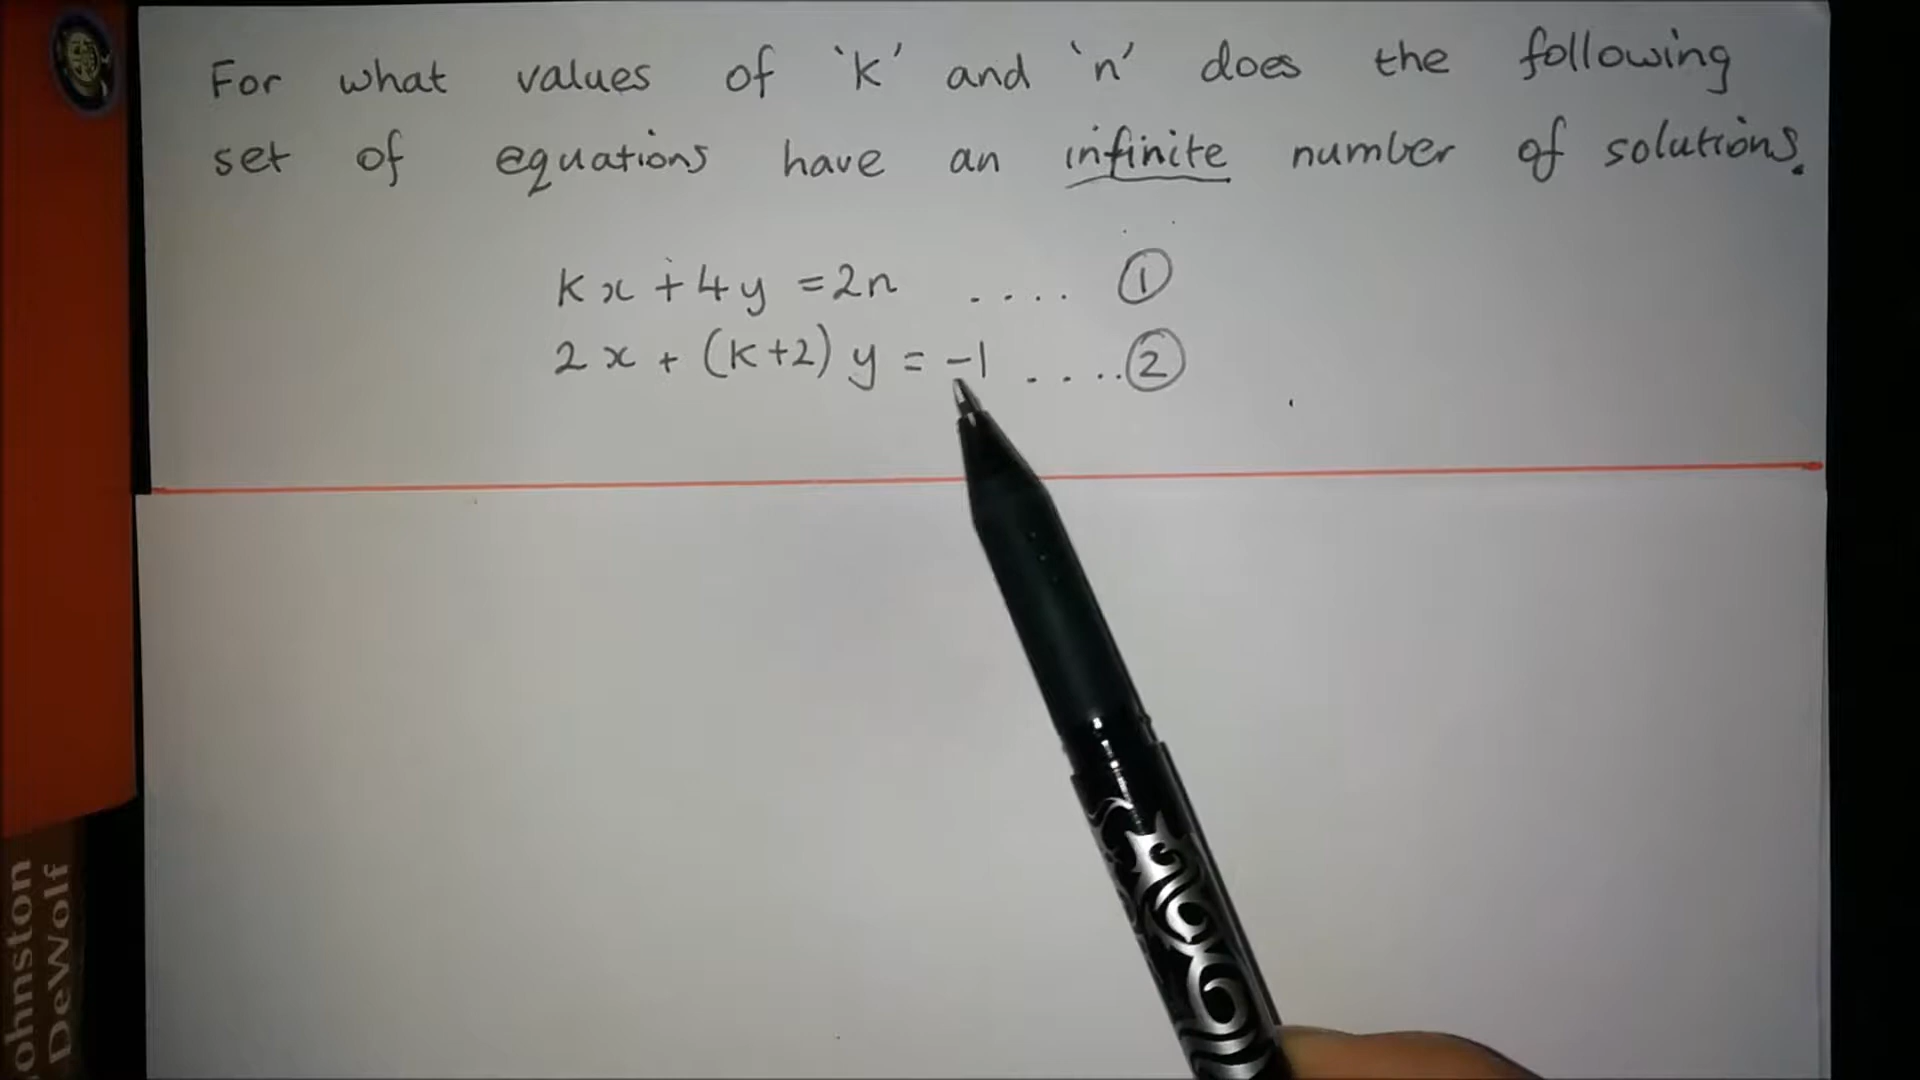 For what values of 'k' and 'n' does the following
set of equations have an infinite number of solutions.
kx + 4y = 2n .... ①
2x + (k+2) y = -1 .... ②
ohnston
DeWolf